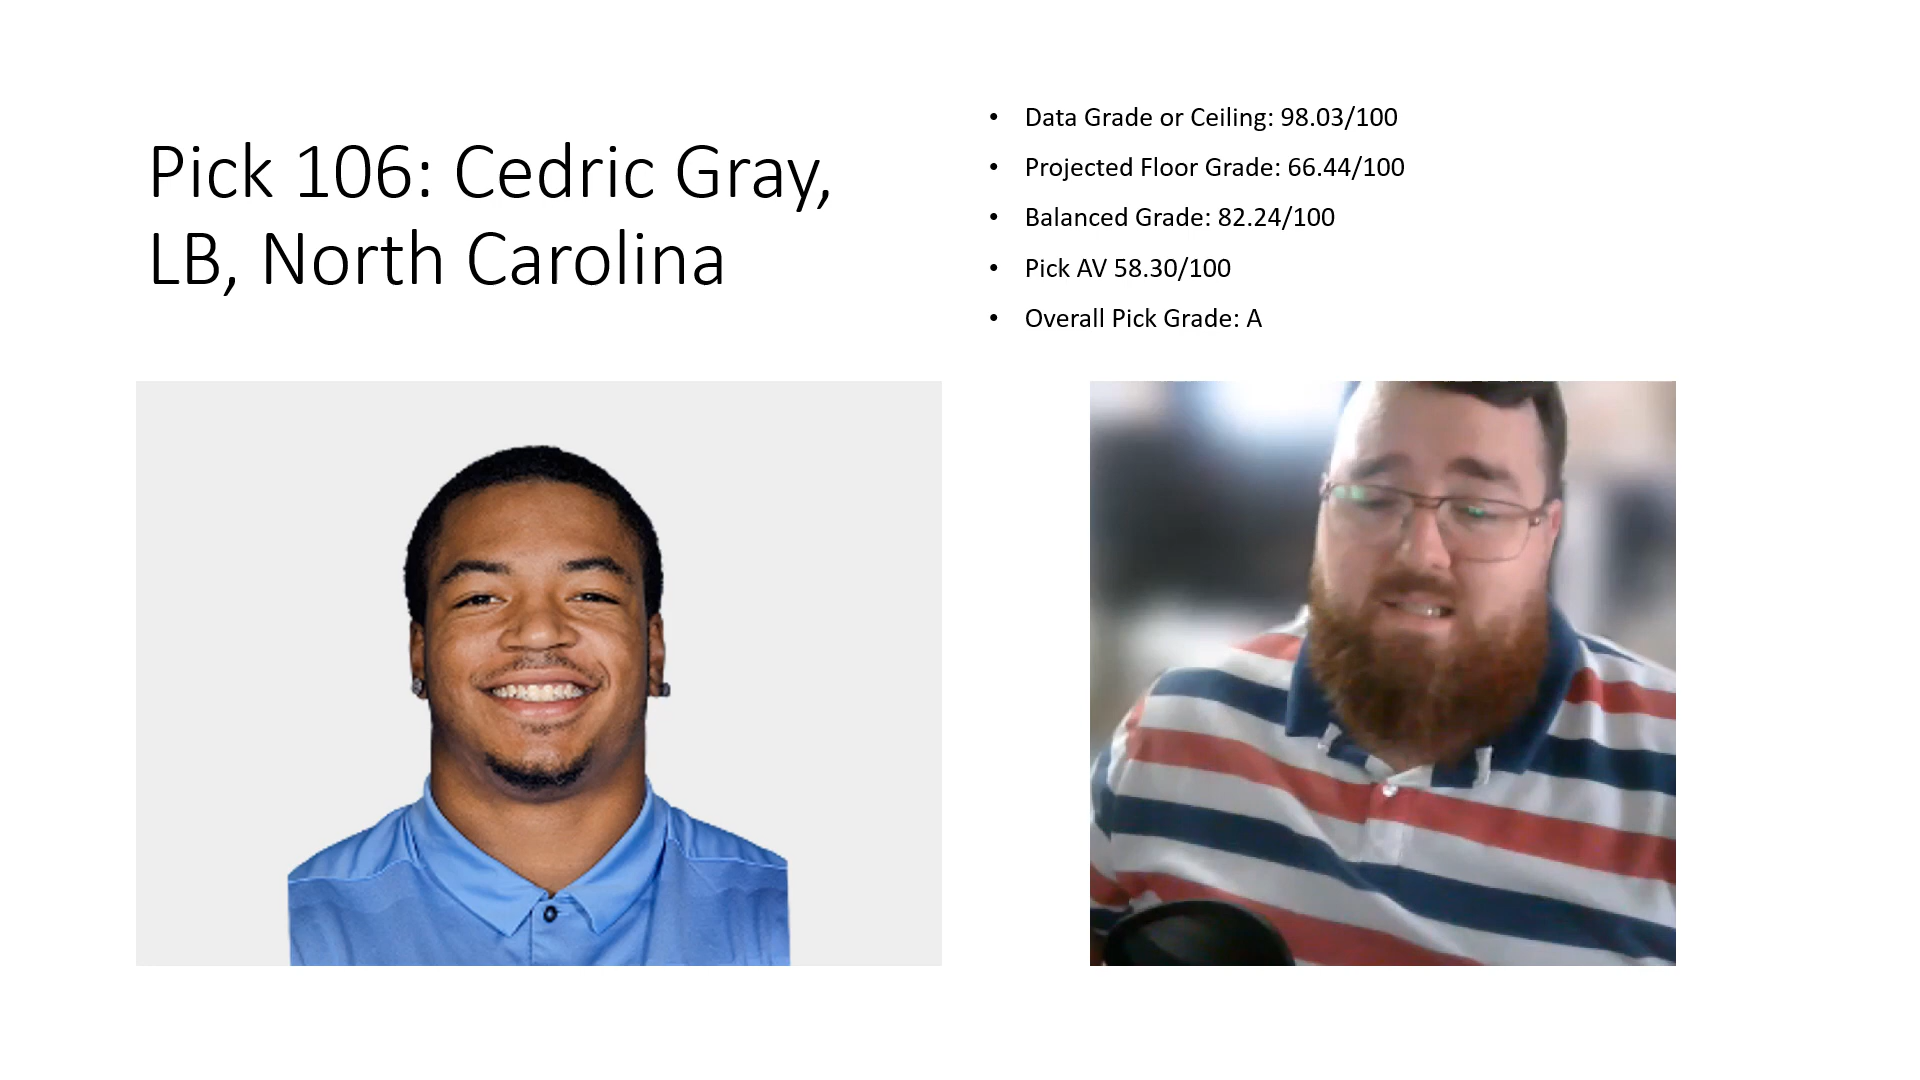 Pick 106: Cedric Gray,
LB, North Carolina
• Data Grade or Ceiling: 98.03/100
• Projected Floor Grade: 66.44/100
• Balanced Grade: 82.24/100
• Pick AV 58.30/100
• Overall Pick Grade: A